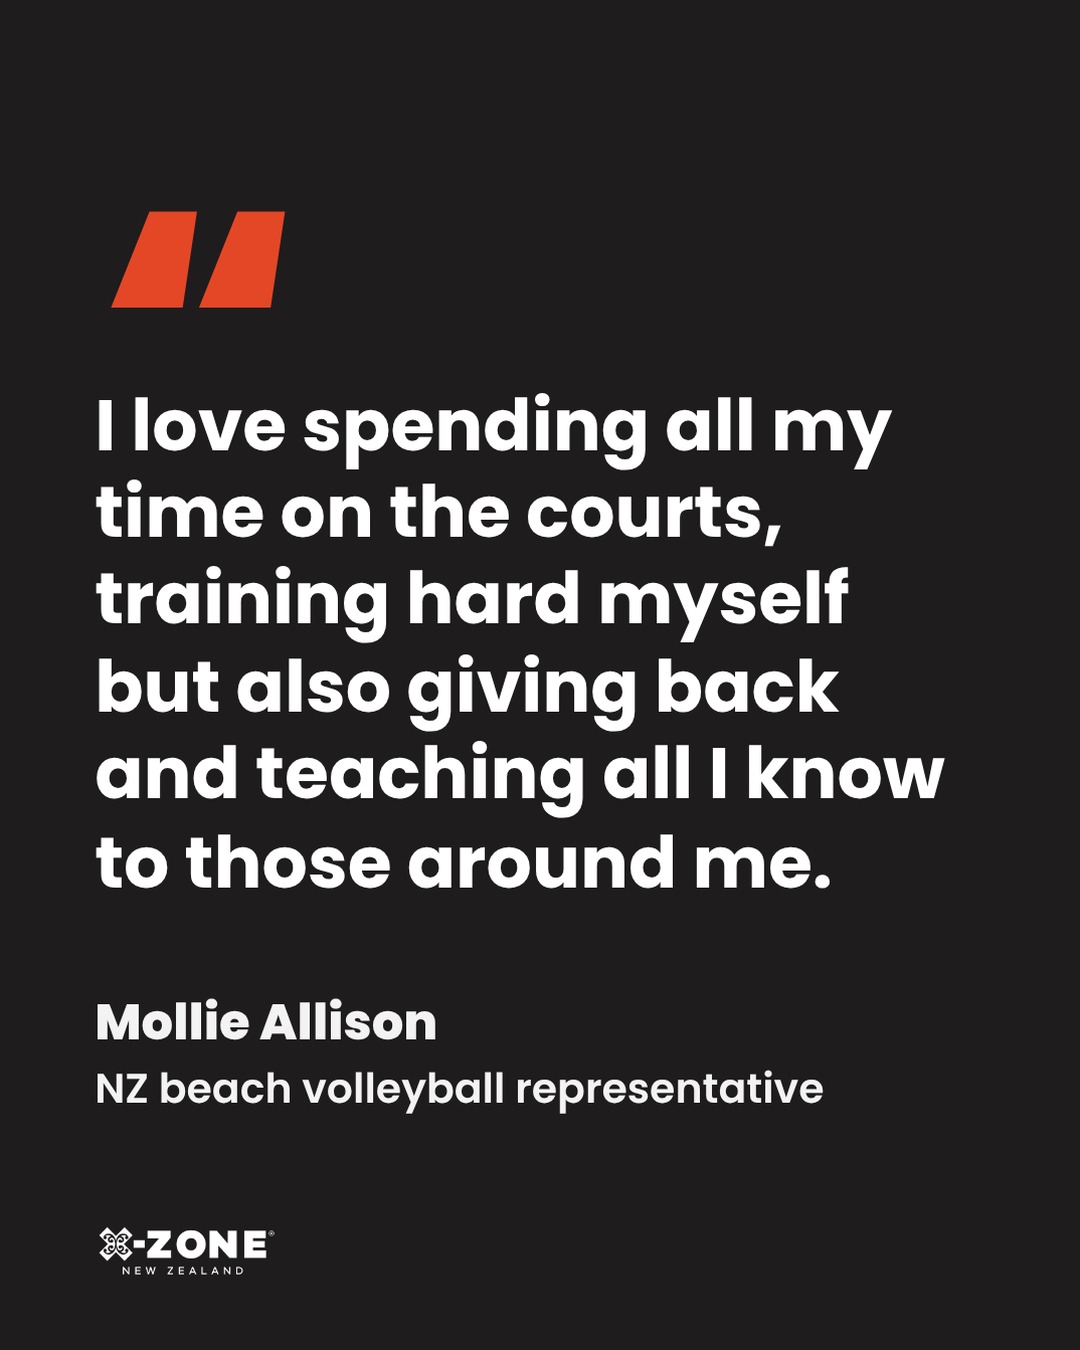 I love spending all my
time on the courts,
training hard myself
but also giving back
and teaching all I know
to those around me.
Mollie Allison
NZ beach volleyball representative
X-ZONE®
NEW ZEALAND